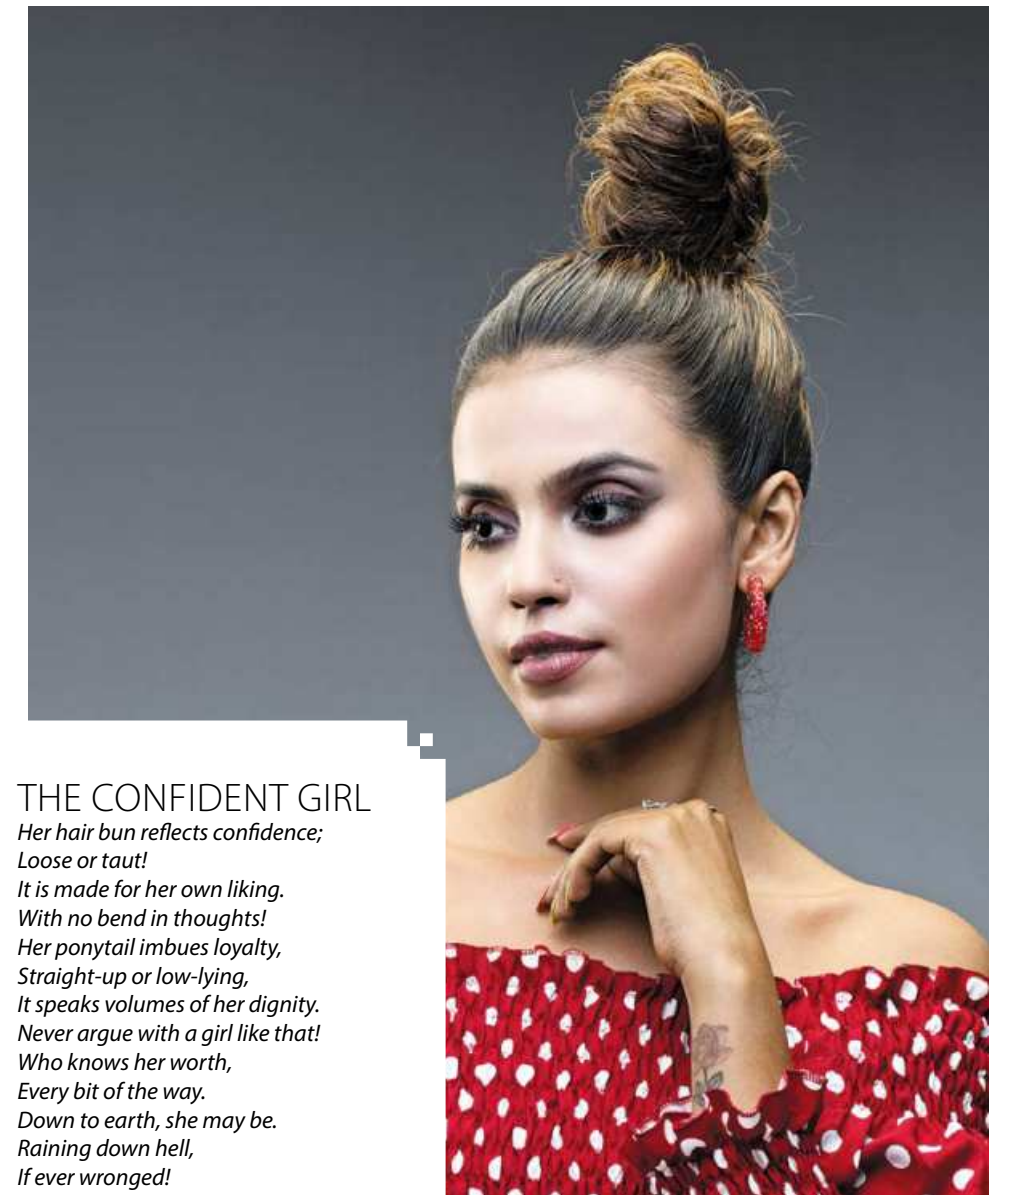 THE CONFIDENT GIRL
Her hair bun reflects confidence;
Loose or taut!
It is made for her own liking.
With no bend in thoughts!
Her ponytail imbues loyalty,
Straight-up or low-lying,
It speaks volumes of her dignity.
Never argue with a girl like that!
Who knows her worth,
Every bit of the way.
Down to earth, she may be.
Raining down hell,
If ever wronged!